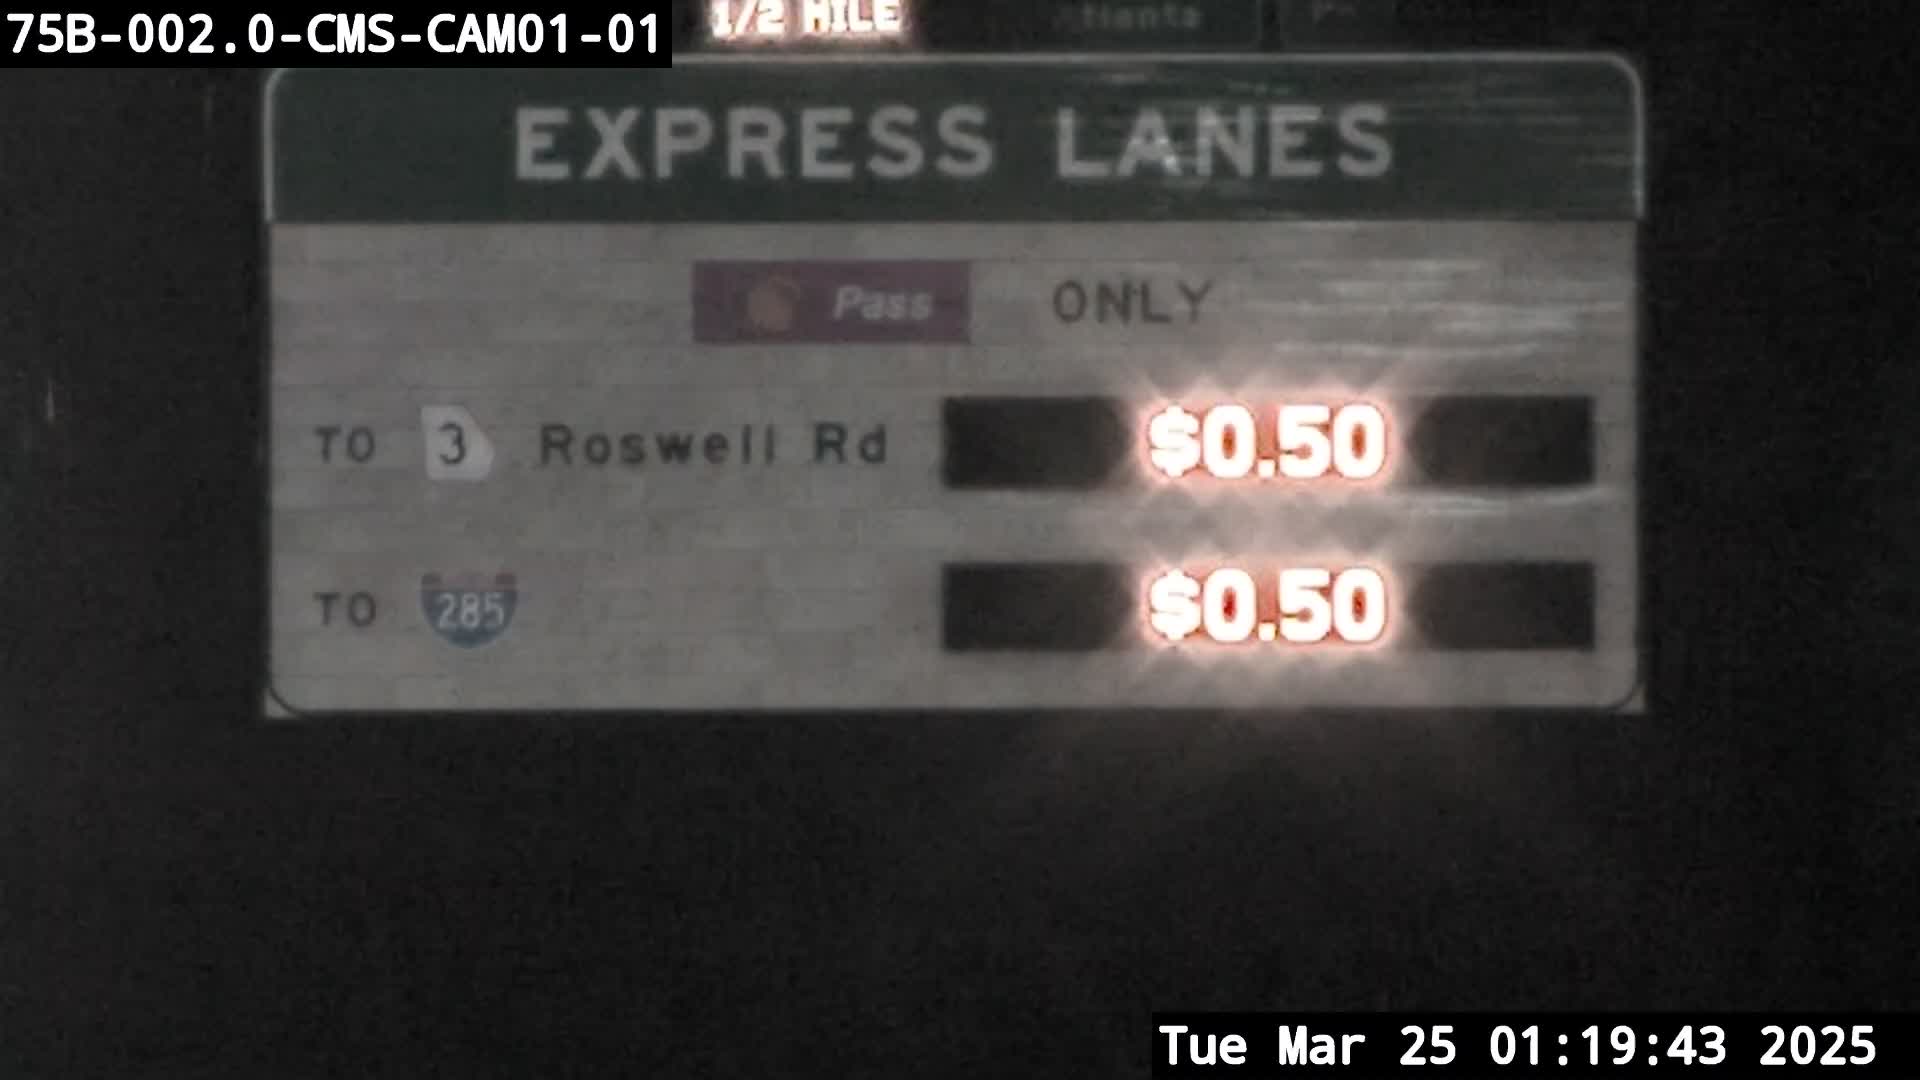 75B-002.0-CMS-CAM01-01
1/2 MILE
EXPRESS LANES
Pass ONLY
TO 3 Roswell Rd $0.50
TO 285 $0.50
Tue Mar 25 01:19:43 2025